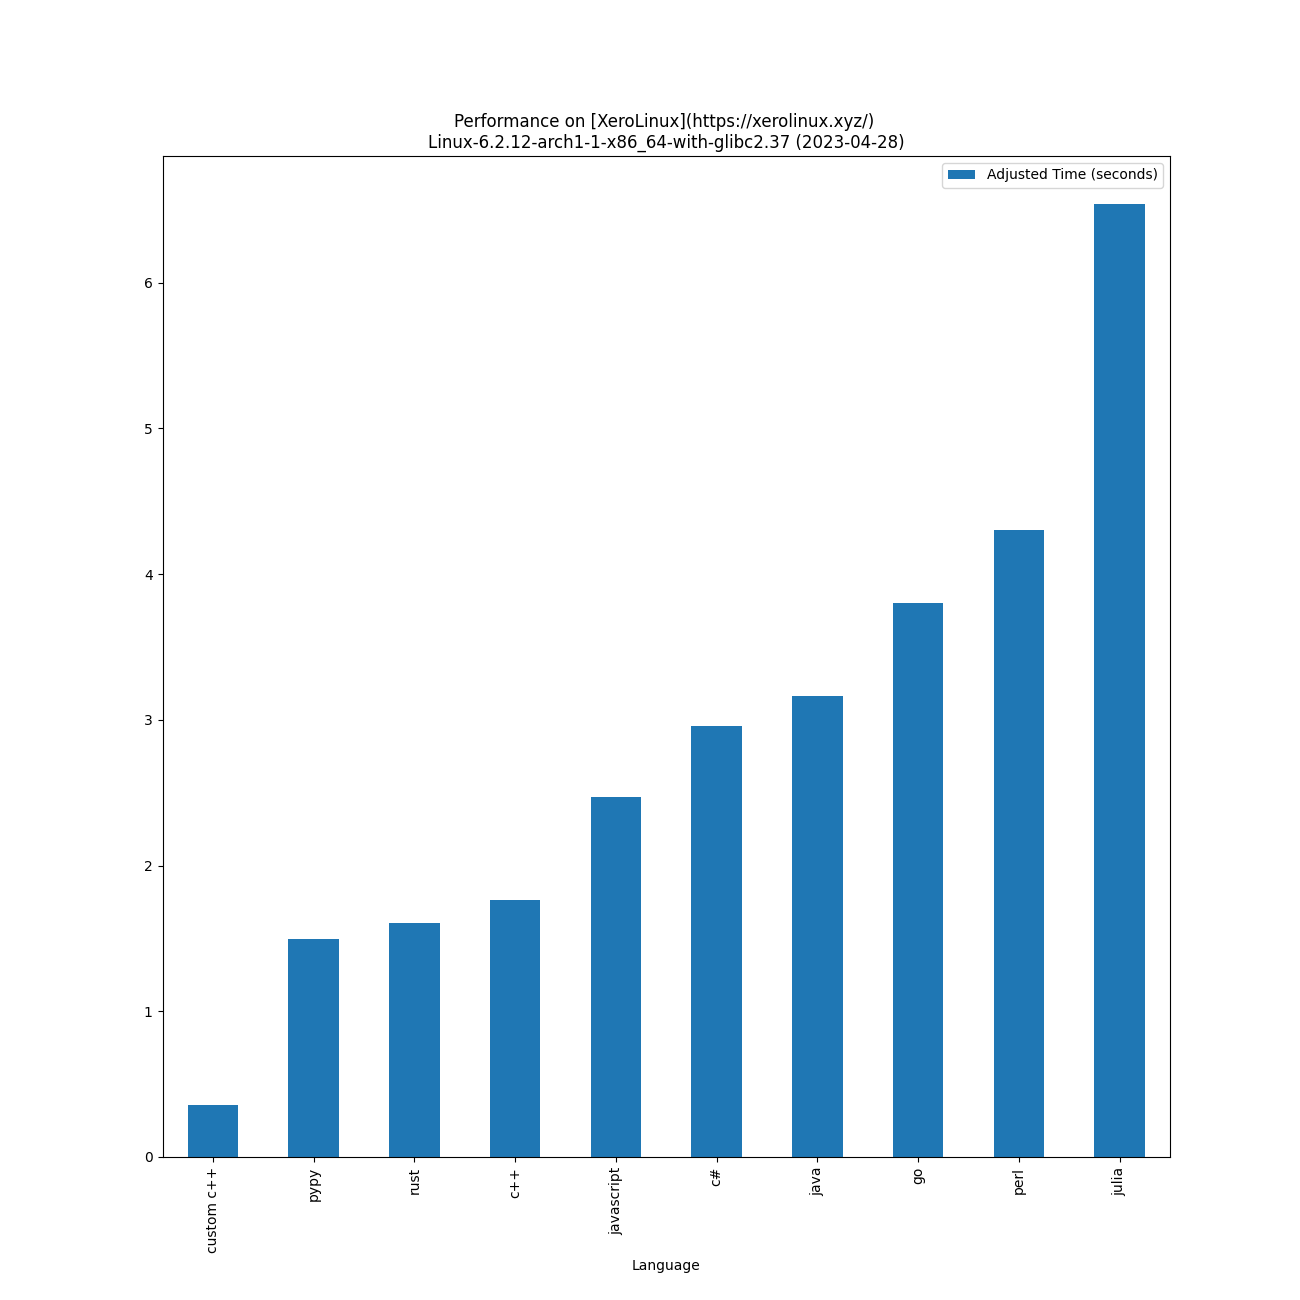 Performance on [XeroLinux](https://xerolinux.xyz/)
Linux-6.2.12-arch1-1-x86_64-with-glibc2.37 (2023-04-28)
Adjusted Time (seconds)
6
5
4
3
2
1
0
custom c++
pypy
rust
c++
javascript
c#
java
go
perl
julia
Language